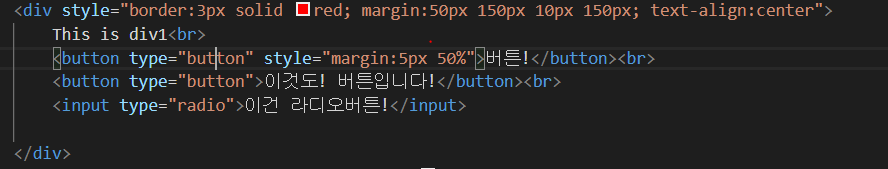 <div style="border:3px solid red; margin:50px 150px 10px 150px; text-align:center">
This is div1<br>
<button type="button" style="margin:5px 50%">버튼!</button><br>
<button type="button">이것도! 버튼입니다!</button><br>
<input type="radio">이건 라디오버튼!</input>
</div>